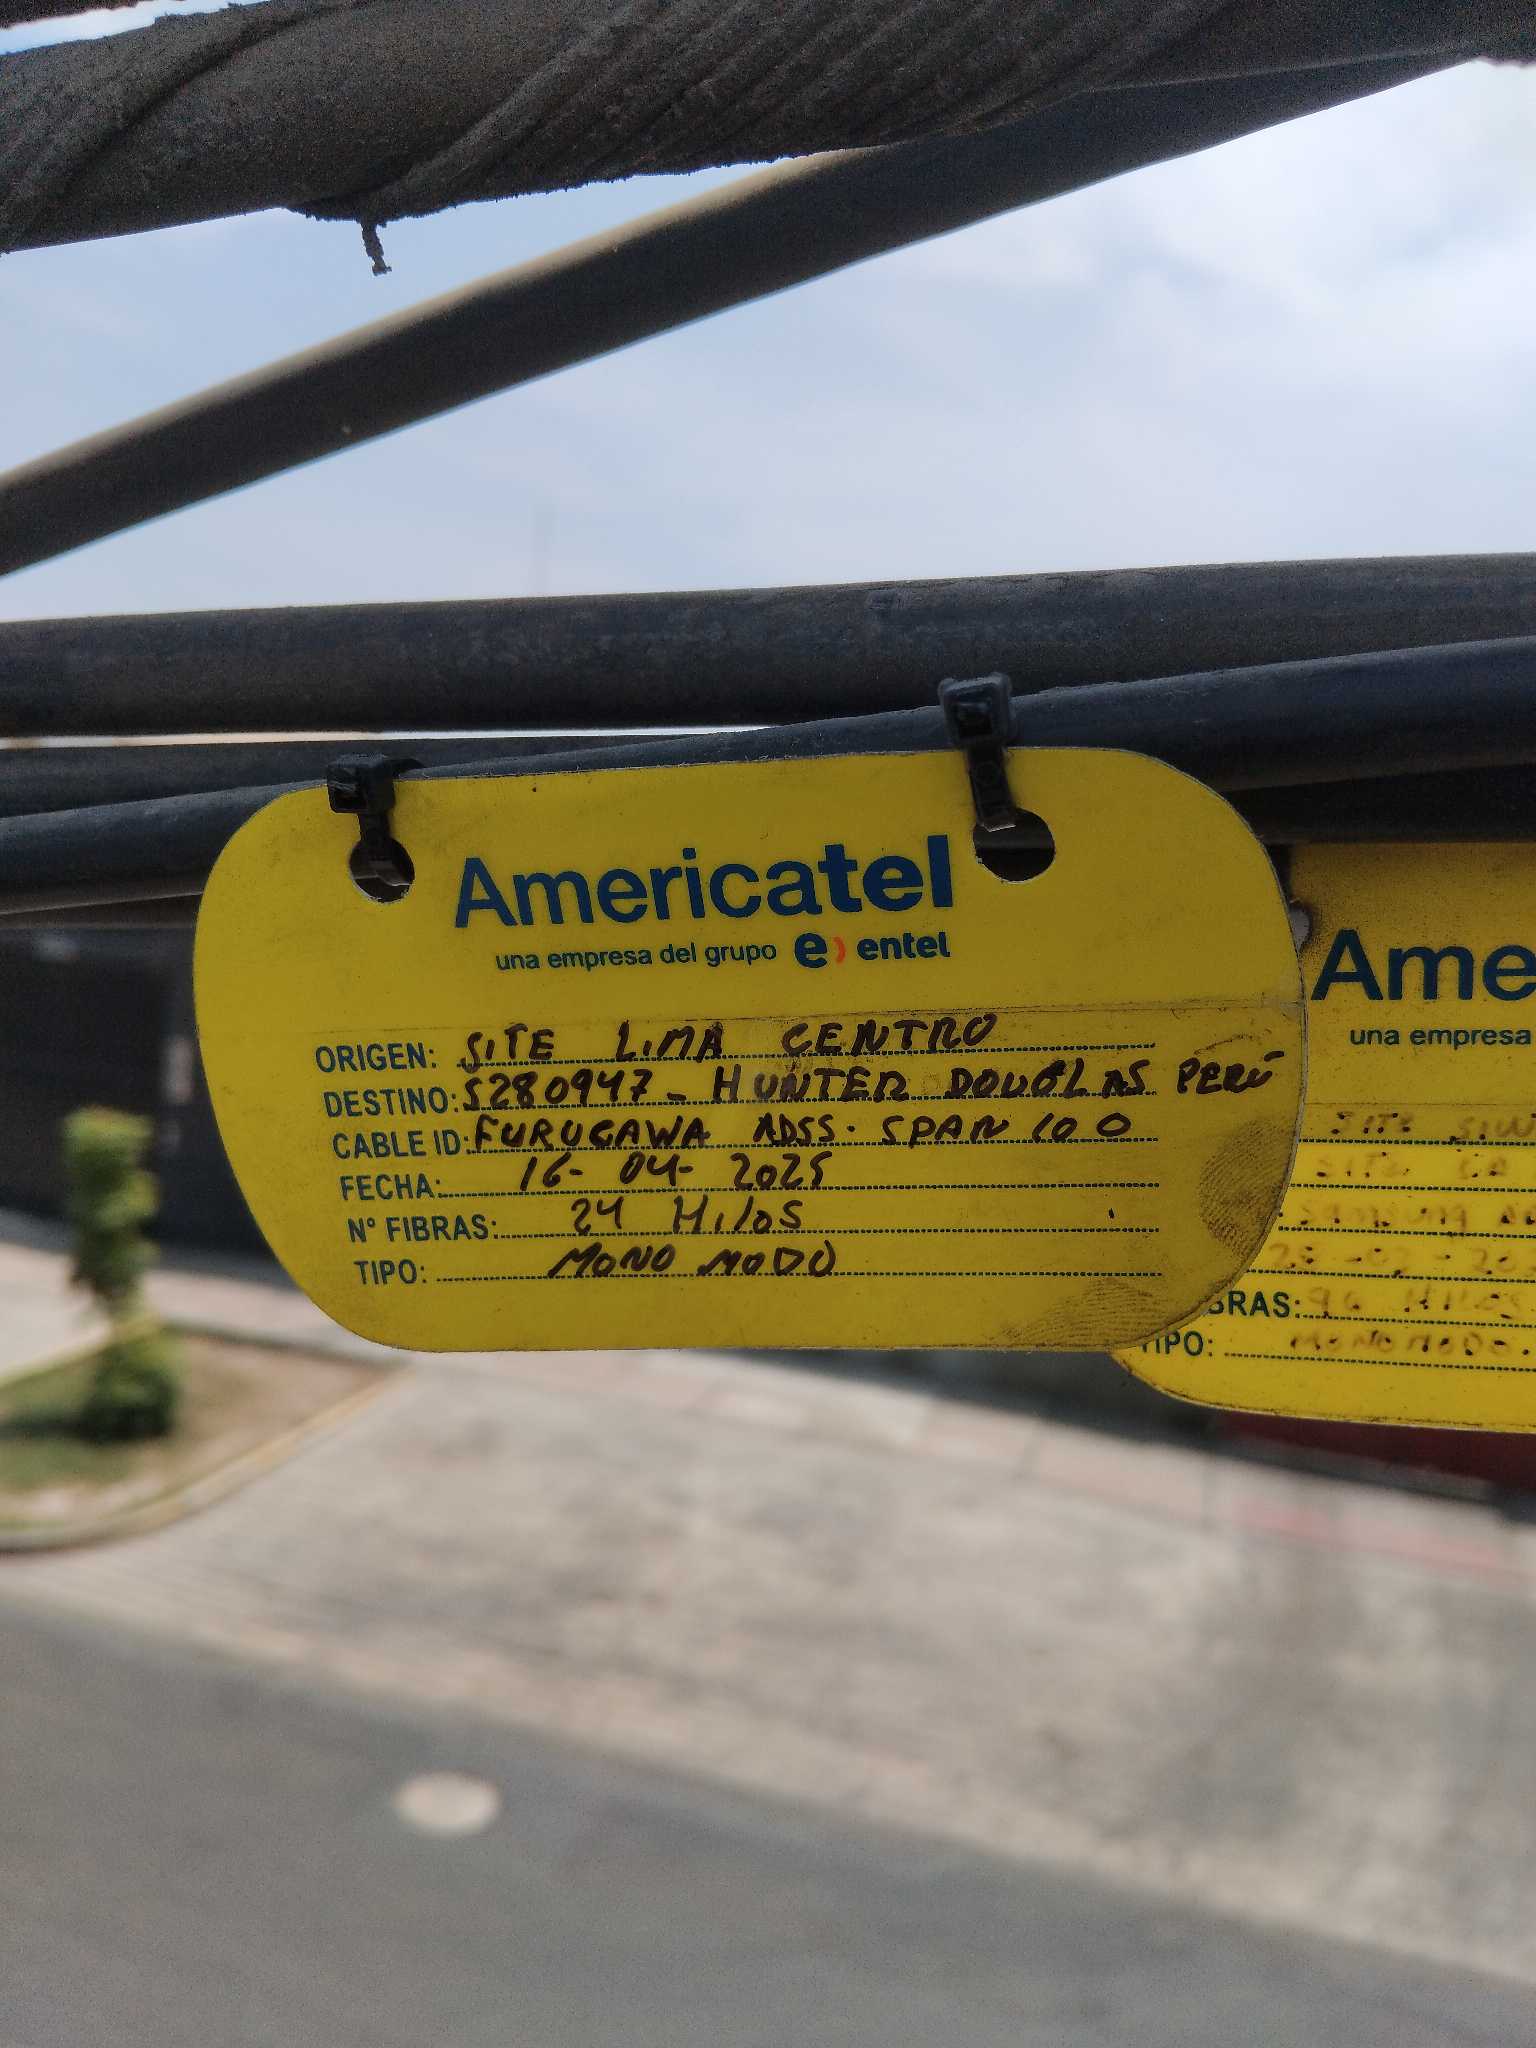 Americatel
una empresa del grupo e) entel
ORIGEN: SITE LIMA CENTRO
DESTINO: S280947 - HUNTER DOUGLAS PERÚ
CABLE ID: FURUGAWA ADSS. SPAN 100
FECHA: 16-04-2025
N° FIBRAS: 24 Hilos
TIPO: MONO MODO
Ame
una empresa
BRAS:
TIPO: